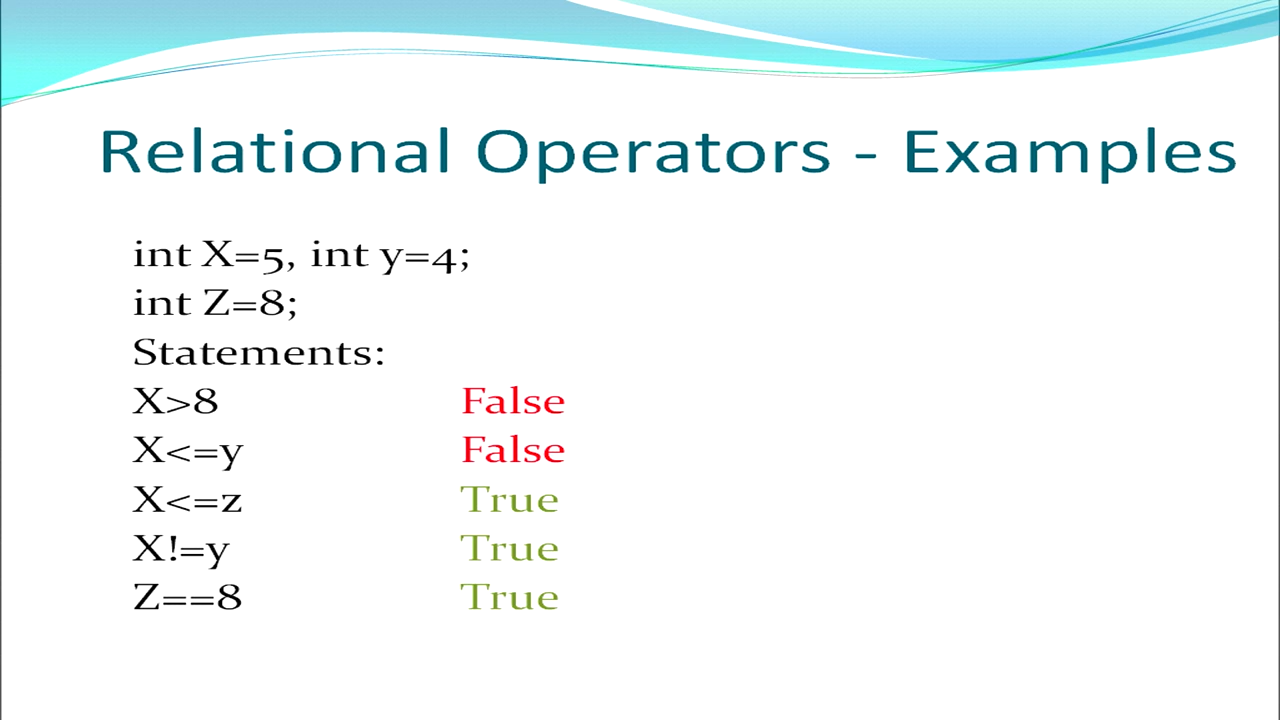 Relational Operators - Examples
int X=5, int y=4;
int Z=8;
Statements:
X>8 False
X<=y False
X<=z True
X!=y True
Z==8 True